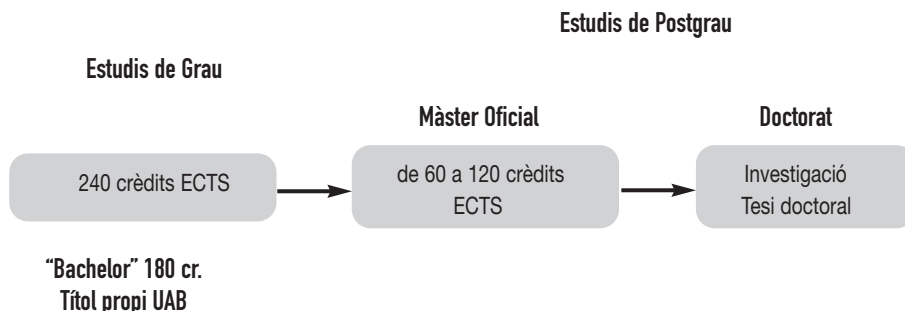 Estudis de Postgrau
Estudis de Grau
Màster Oficial
Doctorat
240 crèdits ECTS
de 60 a 120 crèdits
ECTS
Investigació
Tesi doctoral
“Bachelor” 180 cr.
Títol propi UAB